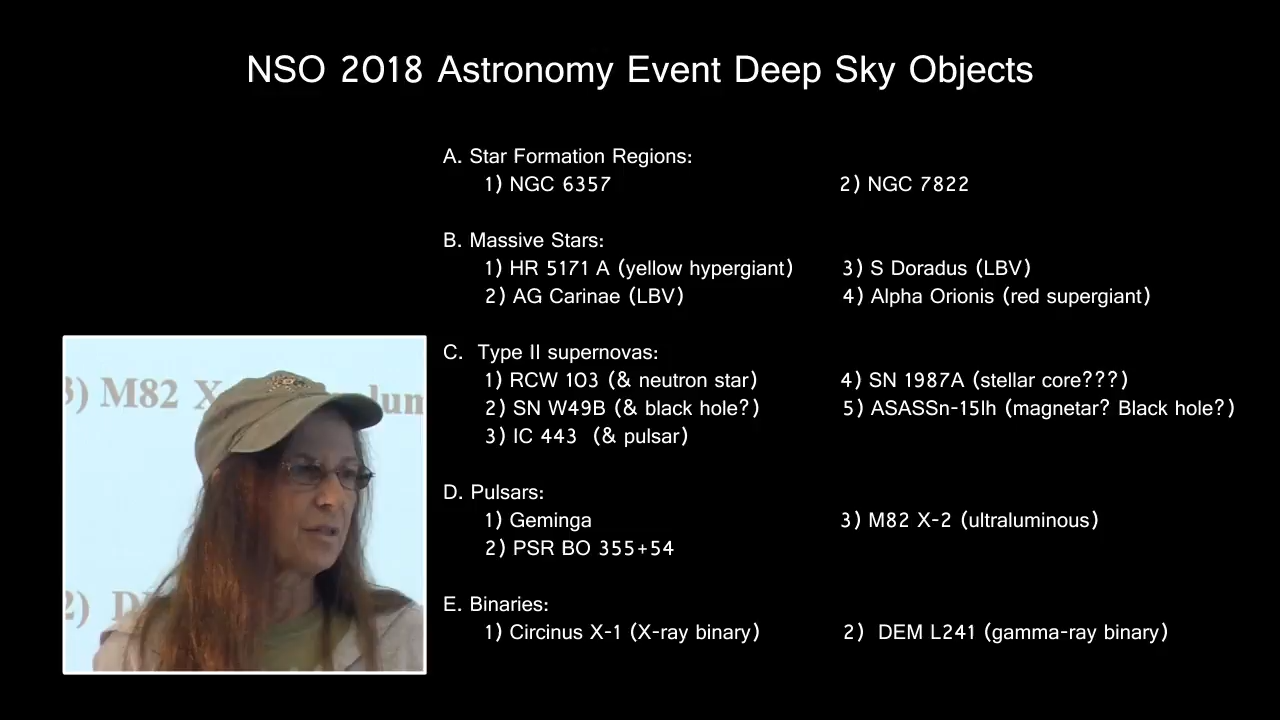 NSO 2018 Astronomy Event Deep Sky Objects
A. Star Formation Regions:
1) NGC 6357 2) NGC 7822
B. Massive Stars:
1) HR 5171 A (yellow hypergiant) 3) S Doradus (LBV)
2) AG Carinae (LBV) 4) Alpha Orionis (red supergiant)
C. Type II supernovas:
1) RCW 103 (& neutron star) 4) SN 1987A (stellar core???)
2) SN W49B (& black hole?) 5) ASASSn-15lh (magnetar? Black hole?)
3) IC 443 (& pulsar)
D. Pulsars:
1) Geminga 3) M82 X-2 (ultraluminous)
2) PSR BO 355+54
E. Binaries:
1) Circinus X-1 (X-ray binary) 2) DEM L241 (gamma-ray binary)
3) M82 X
2)